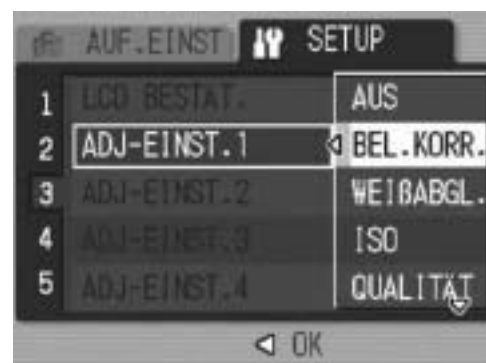 AUF.EINST SETUP
1 LCD BESTÄT. AUS
2 ADJ-EINST.1 BEL.KORR.
3 ADJ-EINST.2 WEIßABGL.
4 ADJ-EINST.3 ISO
5 ADJ-EINST.4 QUALITÄT
OK